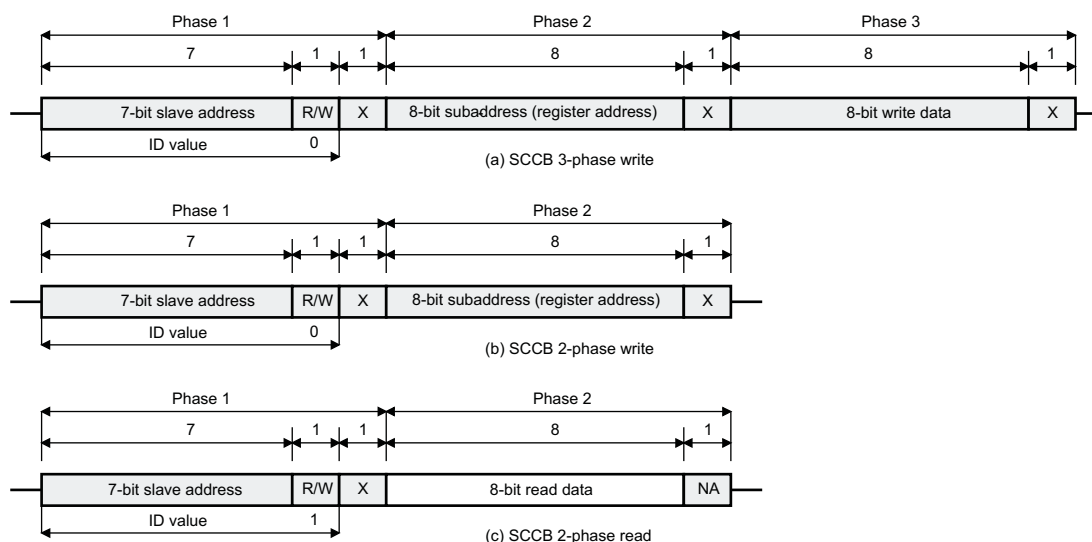 Phase 1 Phase 2 Phase 3
7 1 1 8 1 8 1
7-bit slave address R/W X 8-bit subaddress (register address) X 8-bit write data X
ID value 0
(a) SCCB 3-phase write
Phase 1 Phase 2
7 1 1 8 1
7-bit slave address R/W X 8-bit subaddress (register address) X
ID value 0
(b) SCCB 2-phase write
Phase 1 Phase 2
7 1 1 8 1
7-bit slave address R/W X 8-bit read data NA
ID value 1
(c) SCCB 2-phase read